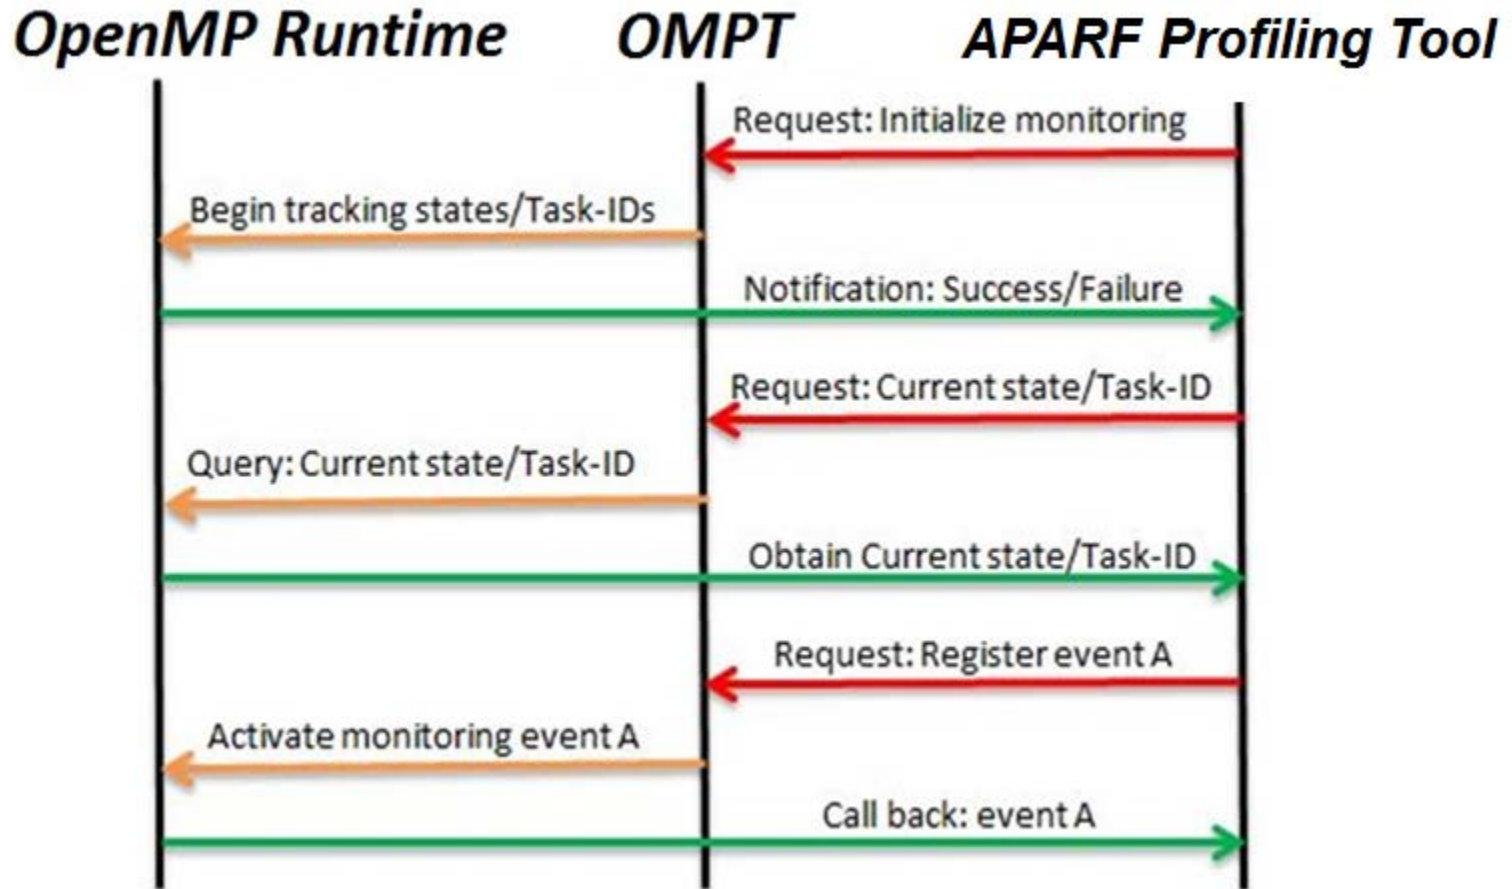 OpenMP Runtime OMPT APARF Profiling Tool
Request: Initialize monitoring
Begin tracking states/Task-IDs
Notification: Success/Failure
Request: Current state/Task-ID
Query: Current state/Task-ID
Obtain Current state/Task-ID
Request: Register event A
Activate monitoring event A
Call back: event A